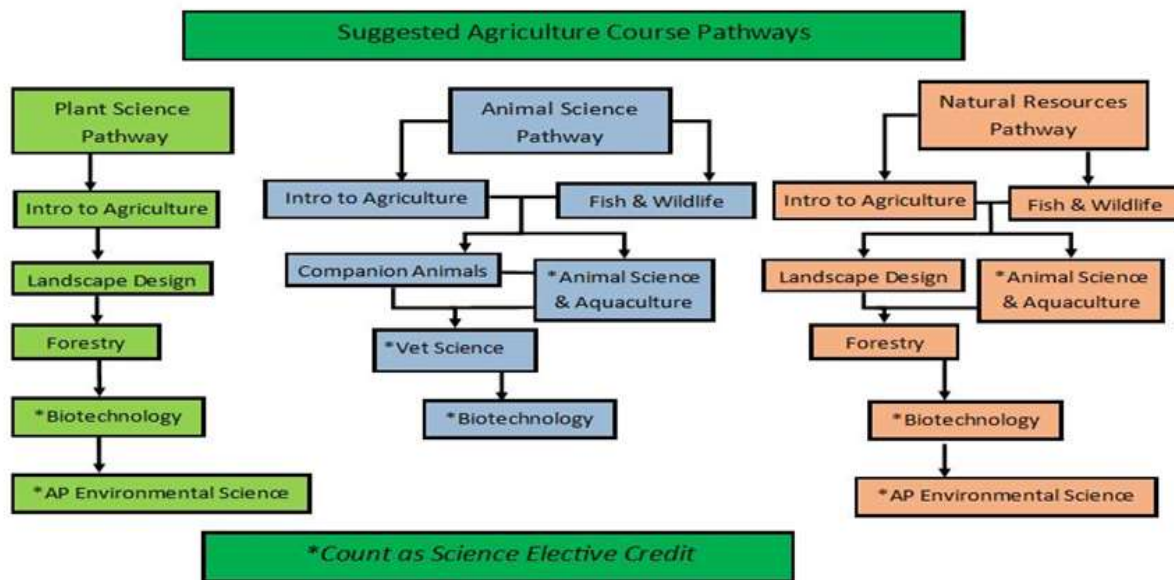 Suggested Agriculture Course Pathways
Plant Science
Pathway
Intro to Agriculture
Landscape Design
Forestry
*Biotechnology
*AP Environmental Science
Animal Science
Pathway
Intro to Agriculture
Fish & Wildlife
Companion Animals
*Animal Science
& Aquaculture
*Vet Science
*Biotechnology
Natural Resources
Pathway
Intro to Agriculture
Fish & Wildlife
Landscape Design
*Animal Science
& Aquaculture
Forestry
*Biotechnology
*AP Environmental Science
*Count as Science Elective Credit